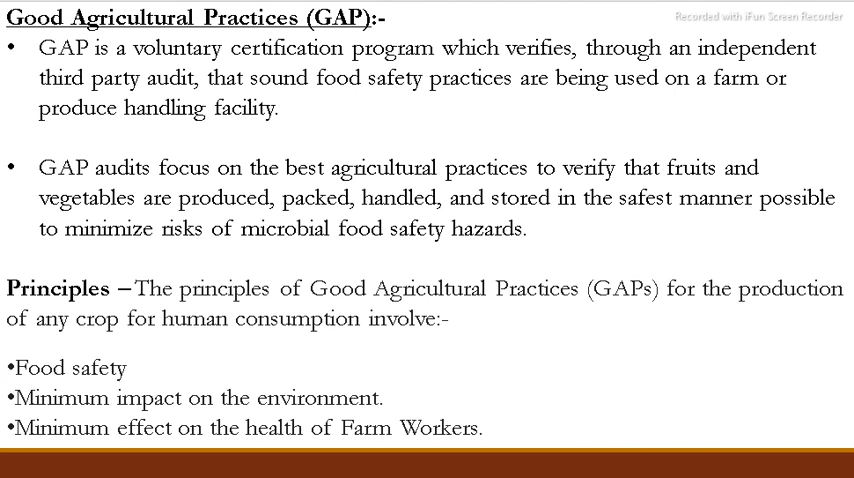 Good Agricultural Practices (GAP):-
Recorded with iFun Screen Recorder
• GAP is a voluntary certification program which verifies, through an independent
third party audit, that sound food safety practices are being used on a farm or
produce handling facility.
• GAP audits focus on the best agricultural practices to verify that fruits and
vegetables are produced, packed, handled, and stored in the safest manner possible
to minimize risks of microbial food safety hazards.
Principles –The principles of Good Agricultural Practices (GAPs) for the production
of any crop for human consumption involve:-
•Food safety
•Minimum impact on the environment.
•Minimum effect on the health of Farm Workers.